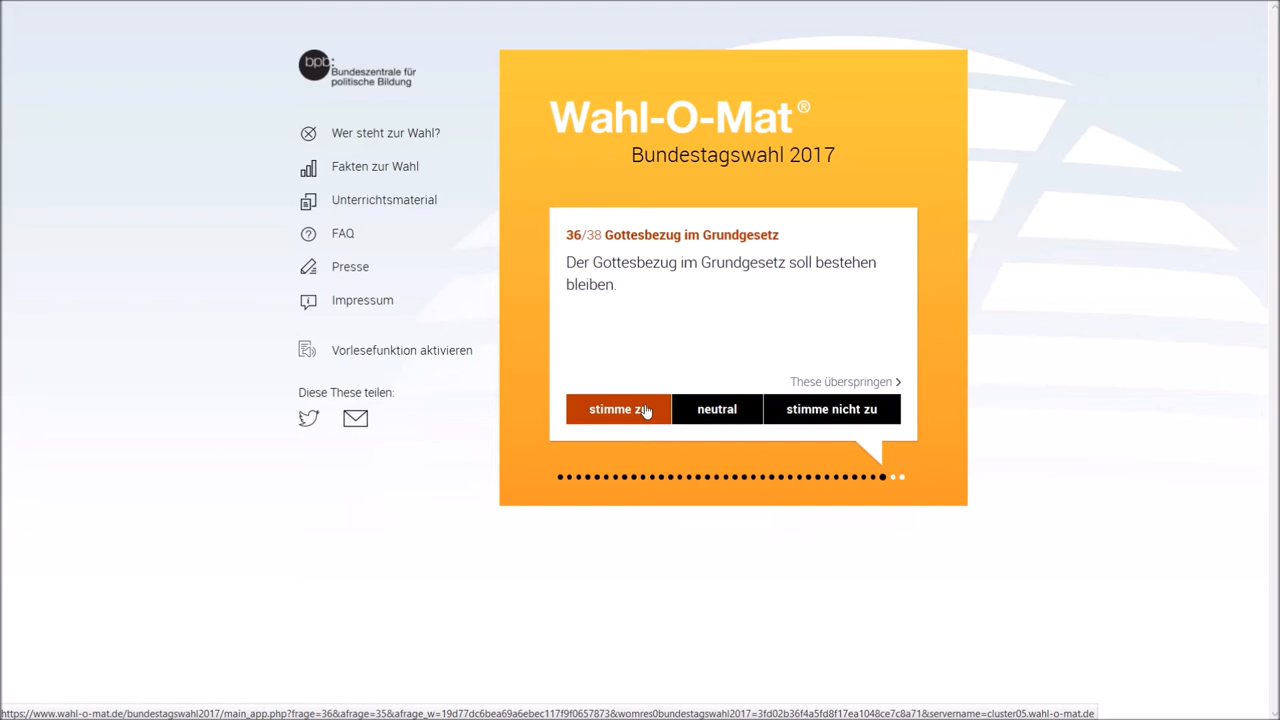 bpb:
Bundeszentrale für
politische Bildung
Wer steht zur Wahl?
Fakten zur Wahl
Unterrichtsmaterial
FAQ
Presse
Impressum
Vorlesefunktion aktivieren
Diese These teilen:
Wahl-O-Mat®
Bundestagswahl 2017
36/38 Gottesbezug im Grundgesetz
Der Gottesbezug im Grundgesetz soll bestehen
bleiben.
These überspringen
stimme zu neutral stimme nicht zu
https://www.wahl-o-mat.de/bundestagswahl2017/main_app.php?frage=36&afrage=35&afrage_w=19d77dc6bea69a6ebec117f9f0657873&womres0bundestagswahl2017=3fd02b36f4a5fd8f17ea1048ce7c8a71&servername=cluster05.wahl-o-mat.de